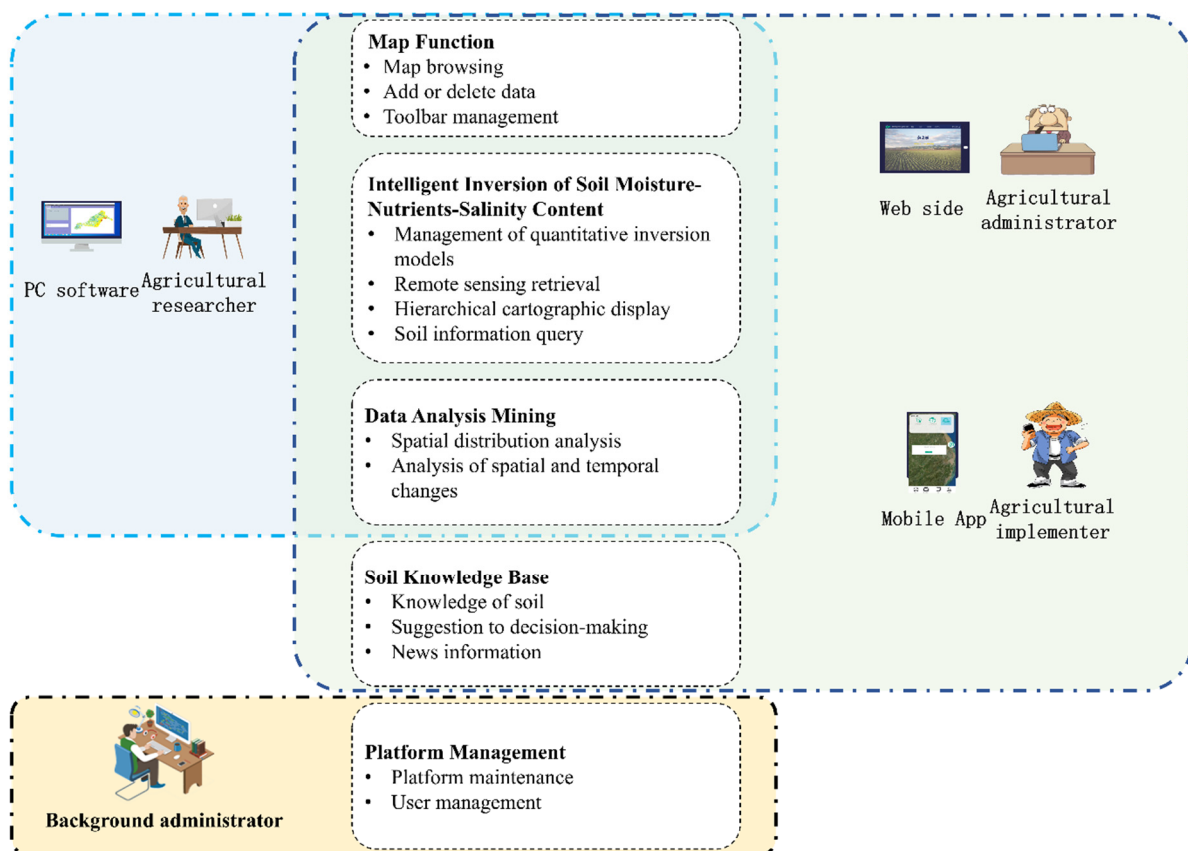 Map Function
• Map browsing
• Add or delete data
• Toolbar management
Intelligent Inversion of Soil Moisture-
Nutrients-Salinity Content
• Management of quantitative inversion
models
• Remote sensing retrieval
• Hierarchical cartographic display
• Soil information query
PC software
Agricultural
researcher
Web side
Agricultural
administrator
Data Analysis Mining
• Spatial distribution analysis
• Analysis of spatial and temporal
changes
Mobile App
Agricultural
implementer
Soil Knowledge Base
• Knowledge of soil
• Suggestion to decision-making
• News information
Platform Management
• Platform maintenance
• User management
Background administrator